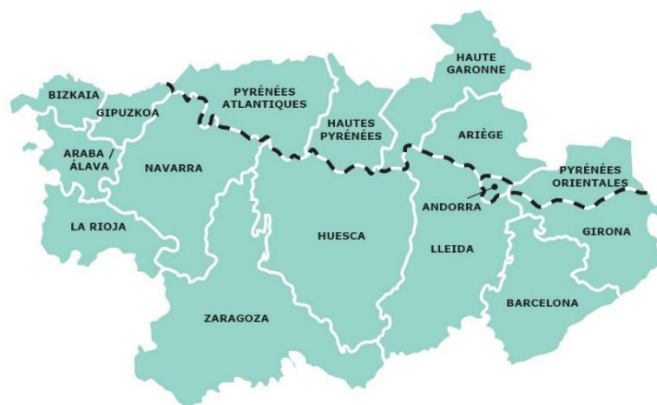 HAUTE
GARONNE
BIZKAIA
PYRÉNÉES
ATLANTIQUES
GIPUZKOA
HAUTES
PYRÉNÉES
ARIÈGE
ARABA /
ÁLAVA
NAVARRA
PYRÉNÉES
ORIENTALES
ANDORRA
LA RIOJA
GIRONA
HUESCA
LLEIDA
BARCELONA
ZARAGOZA